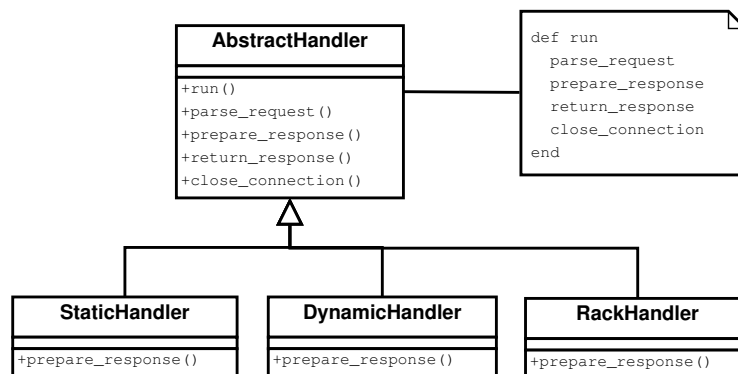 AbstractHandler
+run()
+parse_request()
+prepare_response()
+return_response()
+close_connection()
def run
  parse_request
  prepare_response
  return_response
  close_connection
end
StaticHandler
+prepare_response()
DynamicHandler
+prepare_response()
RackHandler
+prepare_response()